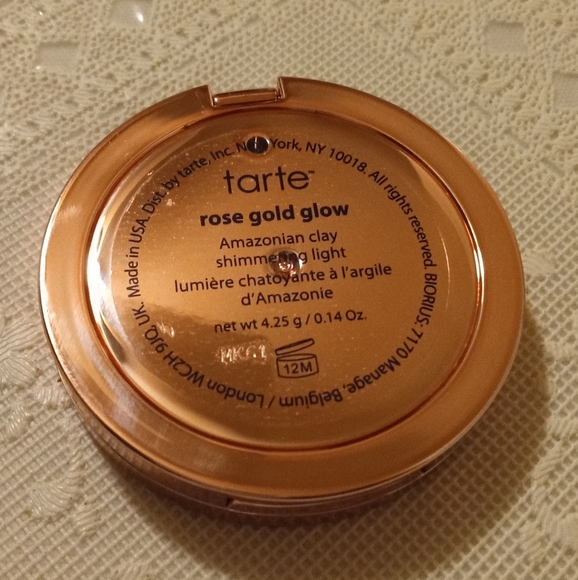 tarte™
rose gold glow
Amazonian clay
shimmering light
lumière chatoyante à l'argile
d'Amazonie
net wt 4.25 g / 0.14 Oz.
12M
Made in USA. Dist. by tarte, Inc. New York, NY 10018. All rights reserved. BIORIUS: 7170 Manage, Belgium / London WC2H 9JQ, UK.